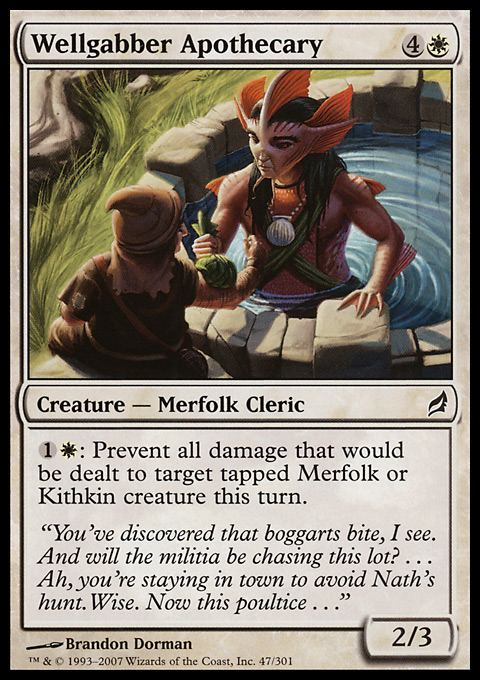 Wellgabber Apothecary 4
Creature — Merfolk Cleric
1 : Prevent all damage that would
be dealt to target tapped Merfolk or
Kithkin creature this turn.
“You’ve discovered that boggarts bite, I see.
And will the militia be chasing this lot? . . .
Ah, you’re staying in town to avoid Nath’s
hunt. Wise. Now this poultice . . .”
Brandon Dorman
2/3
™ & © 1993–2007 Wizards of the Coast, Inc. 47/301